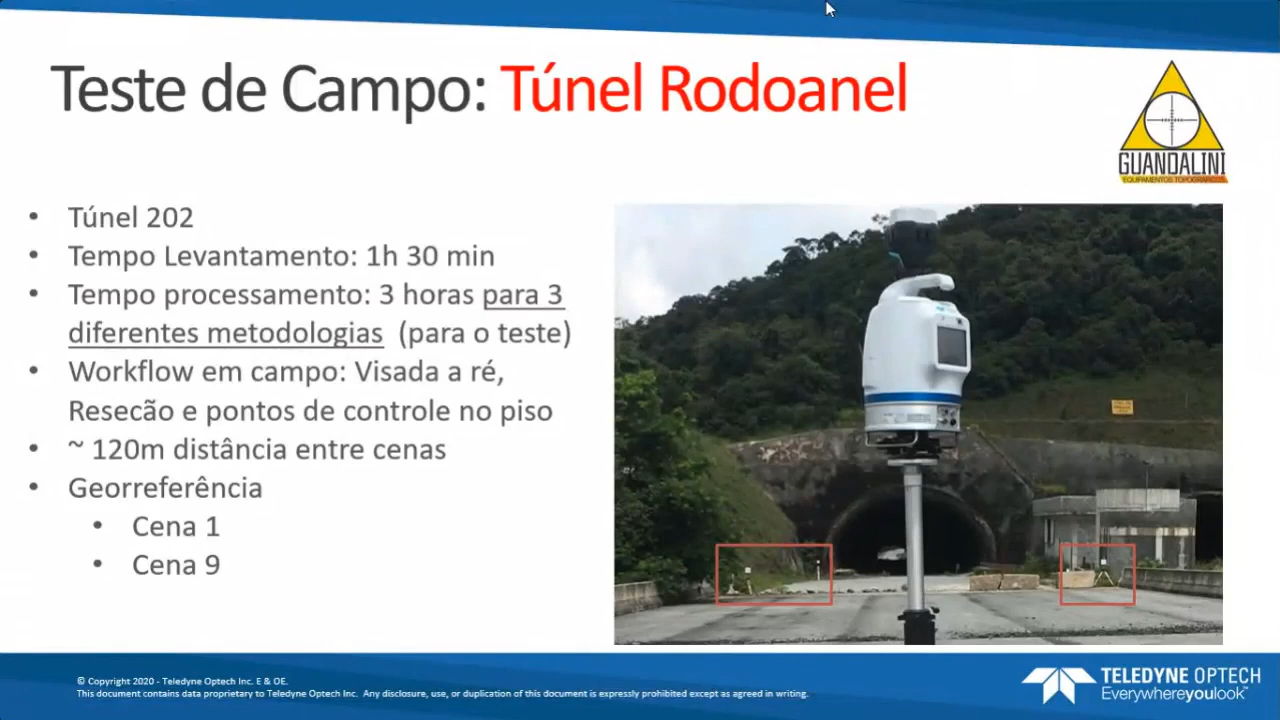 Teste de Campo: Túnel Rodoanel
GUANDALINI
EQUIPAMENTOS TOPOGRÁFICOS
• Túnel 202
• Tempo Levantamento: 1h 30 min
• Tempo processamento: 3 horas para 3
diferentes metodologias (para o teste)
• Workflow em campo: Visada a ré,
Resecão e pontos de controle no piso
• ~ 120m distância entre cenas
• Georreferência
• Cena 1
• Cena 9
© Copyright 2020 - Teledyne Optech Inc. E & OE.
This document contains data proprietary to Teledyne Optech Inc. Any disclosure, use, or duplication of this document is expressly prohibited except as agreed in writing.
TELEDYNE OPTECH
Everywhereyoulook™